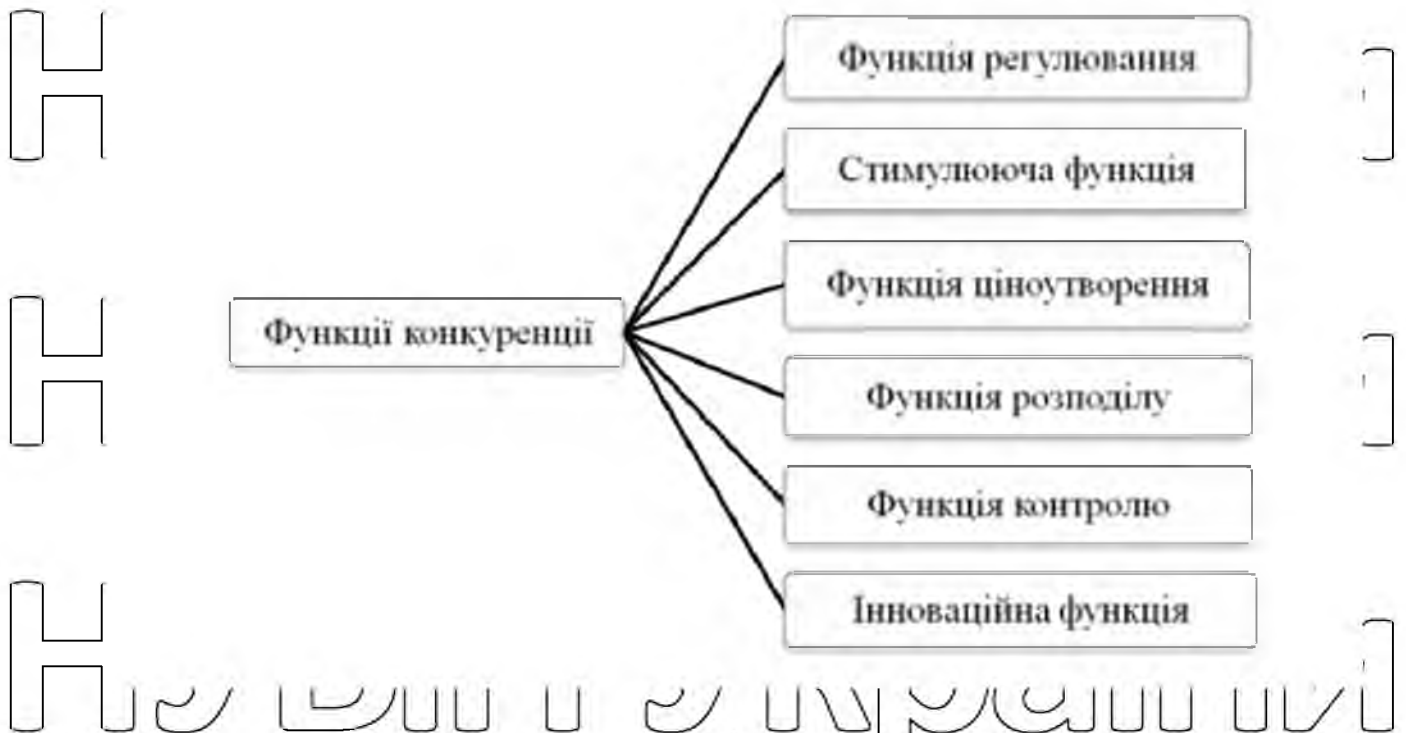 Функції конкуренції
Функція регулювання
Стимулююча функція
Функція ціноутворення
Функція розподілу
Функція контролю
Інноваційна функція